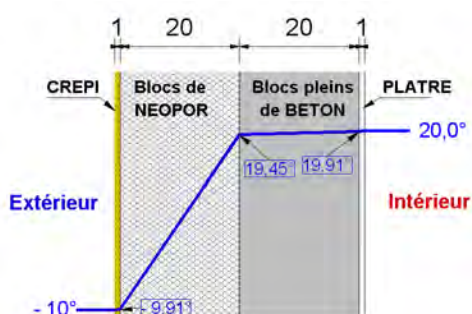 1 20 20 1
CREPI
Blocs de
NEOPOR
Blocs pleins
de BETON
PLATRE
20,0°
19,45°
19,91°
Extérieur
Intérieur
- 10°
- 9,91°